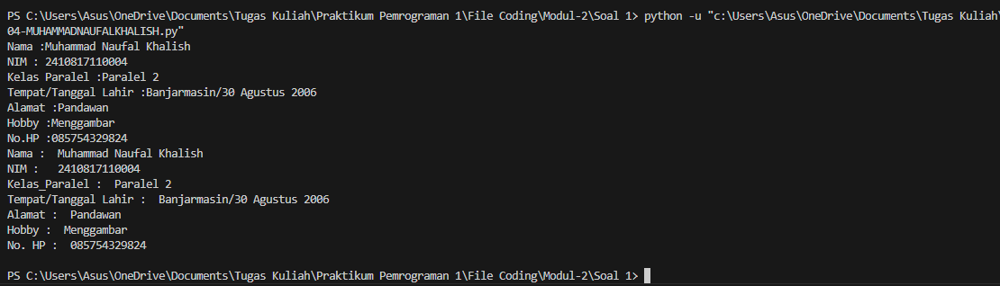 PS C:\Users\Asus\OneDrive\Documents\Tugas Kuliah\Praktikum Pemrograman 1\File Coding\Modul-2\Soal 1> python -u "c:\Users\Asus\OneDrive\Documents\Tugas Kuliah\
04-MUHAMMADNAUFALKHALISH.py"
Nama :Muhammad Naufal Khalish
NIM : 2410817110004
Kelas Paralel :Paralel 2
Tempat/Tanggal Lahir :Banjarmasin/30 Agustus 2006
Alamat :Pandawan
Hobby :Menggambar
No.HP :085754329824
Nama :  Muhammad Naufal Khalish
NIM :   2410817110004
Kelas_Paralel :  Paralel 2
Tempat/Tanggal Lahir :  Banjarmasin/30 Agustus 2006
Alamat :  Pandawan
Hobby :  Menggambar
No. HP :  085754329824
PS C:\Users\Asus\OneDrive\Documents\Tugas Kuliah\Praktikum Pemrograman 1\File Coding\Modul-2\Soal 1>